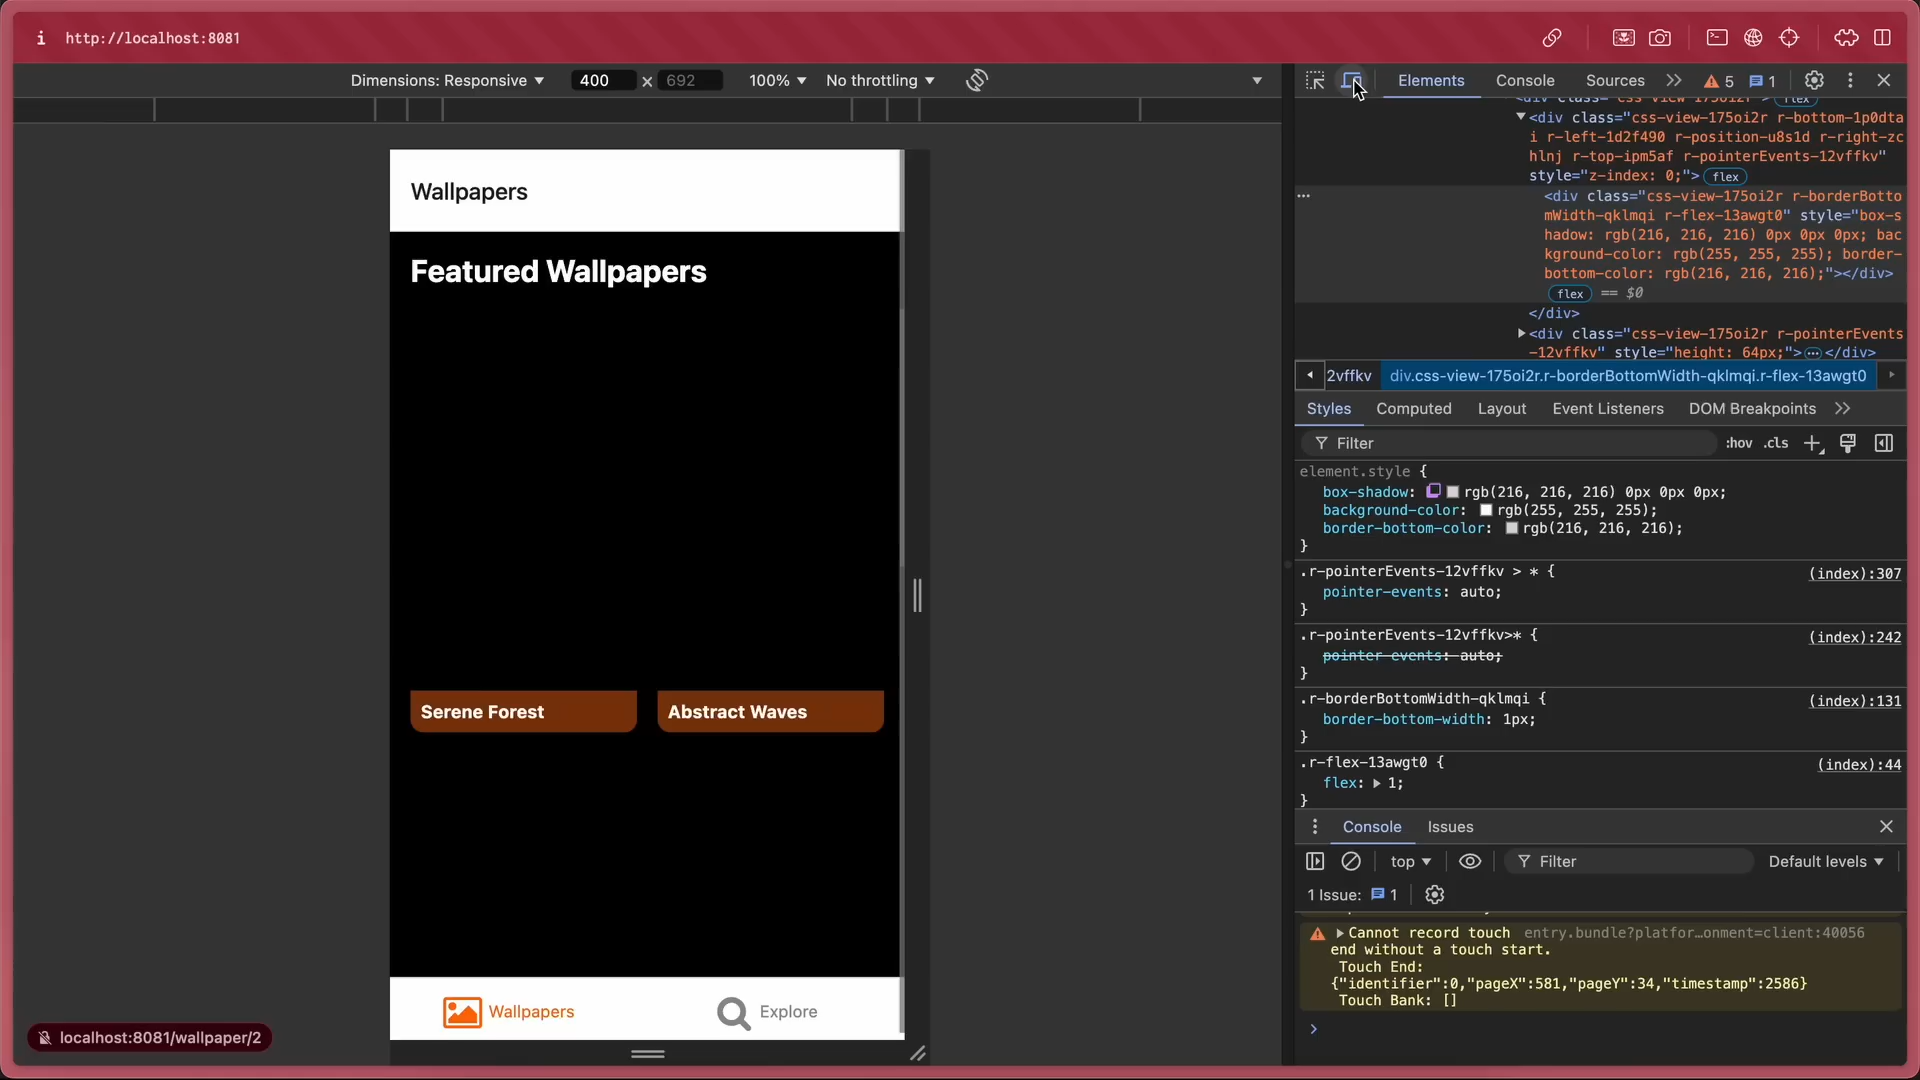 http://localhost:8081
Dimensions: Responsive
400
×
692
100%
No throttling
Elements
Console
Sources
5
1
Wallpapers
Featured Wallpapers
Serene Forest
Abstract Waves
Wallpapers
Explore
localhost:8081/wallpaper/2
flex
<div class="css-view-175oi2r r-bottom-1p0dta
i r-left-1d2f490 r-position-u8s1d r-right-zc
hlnj r-top-ipm5af r-pointerEvents-12vffkv"
style="z-index: 0;"> flex
<div class="css-view-175oi2r r-borderBotto
mWidth-qklmqi r-flex-13awgt0" style="box-s
hadow: rgb(216, 216, 216) 0px 0px 0px; bac
kground-color: rgb(255, 255, 255); border-
bottom-color: rgb(216, 216, 216);"></div>
flex == $0
</div>
<div class="css-view-175oi2r r-pointerEvents
-12vffkv" style="height: 64px;">…</div>
2vffkv
div.css-view-175oi2r.r-borderBottomWidth-qklmqi.r-flex-13awgt0
Styles
Computed
Layout
Event Listeners
DOM Breakpoints
Filter
:hov
.cls
element.style {
box-shadow: rgb(216, 216, 216) 0px 0px 0px;
background-color: rgb(255, 255, 255);
border-bottom-color: rgb(216, 216, 216);
}
.r-pointerEvents-12vffkv > * {
(index):307
pointer-events: auto;
}
.r-pointerEvents-12vffkv>* {
(index):242
pointer-events: auto;
}
.r-borderBottomWidth-qklmqi {
(index):131
border-bottom-width: 1px;
}
.r-flex-13awgt0 {
(index):44
flex: 1;
}
Console
Issues
top
Filter
Default levels
1 Issue: 1
Cannot record touch entry.bundle?platfor…onment=client:40056
end without a touch start.
Touch End:
{"identifier":0,"pageX":581,"pageY":34,"timestamp":2586}
Touch Bank: []